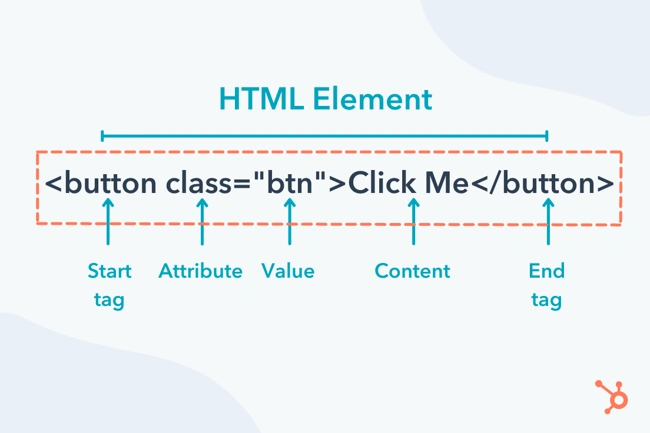 HTML Element
<button class="btn">Click Me</button>
Start tag
Attribute
Value
Content
End tag